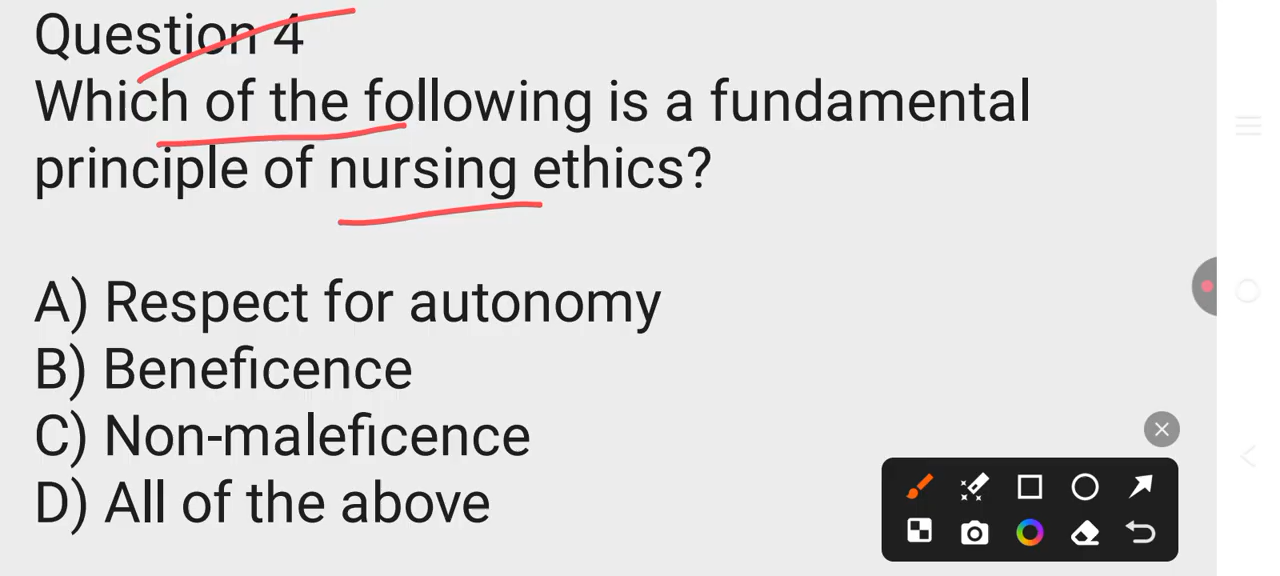 Question 4
Which of the following is a fundamental
principle of nursing ethics?
A) Respect for autonomy
B) Beneficence
C) Non-maleficence
D) All of the above